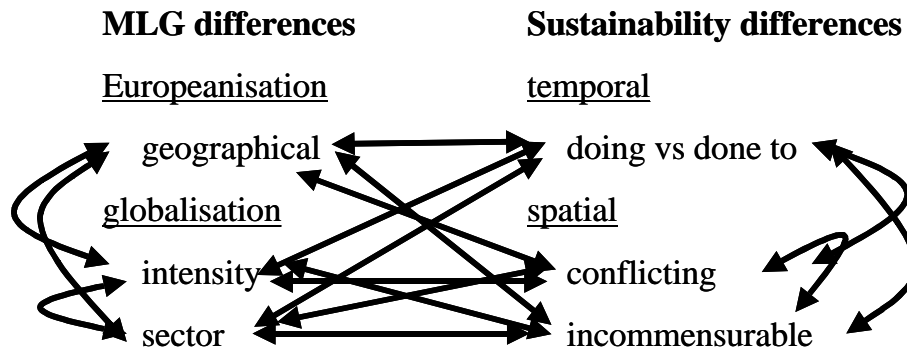 MLG differences Sustainability differences
Europeanisation temporal
geographical doing vs done to
globalisation spatial
intensity conflicting
sector incommensurable